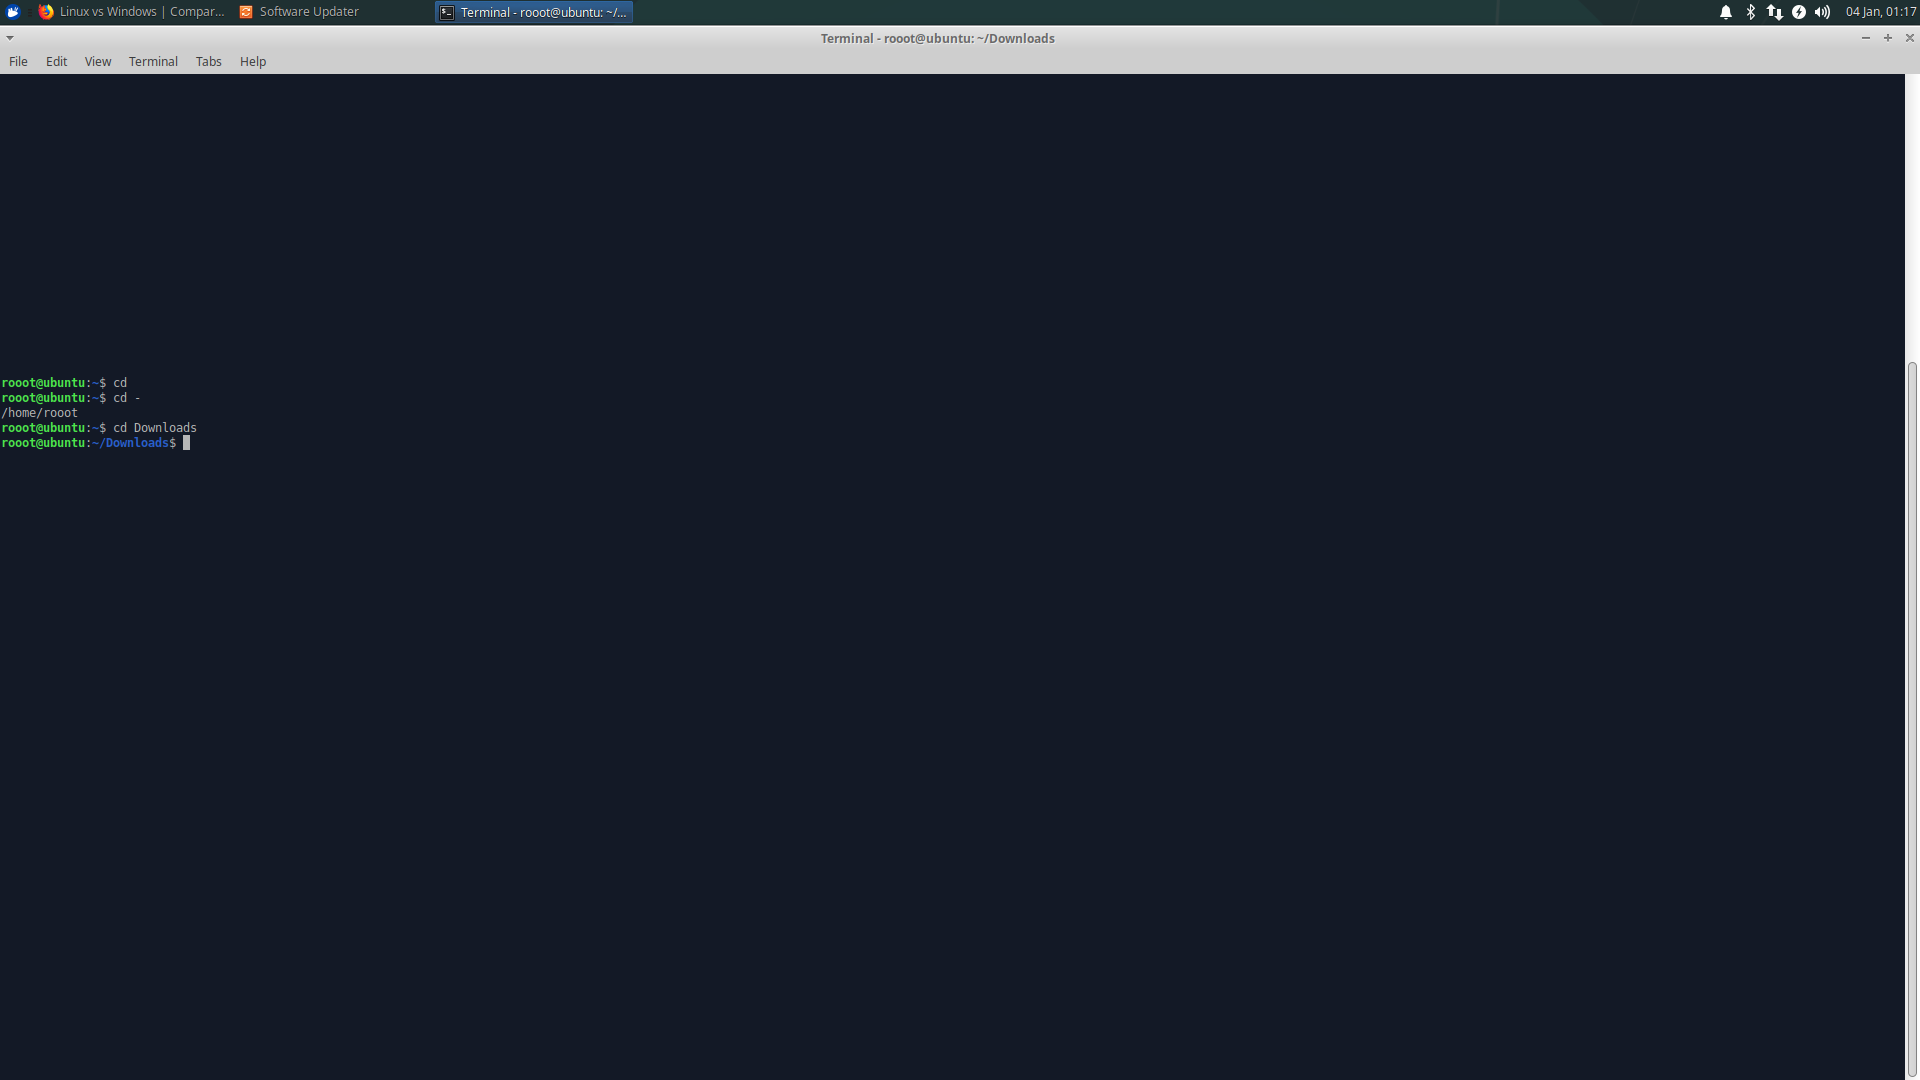 Linux vs Windows | Compar... Software Updater Terminal - rooot@ubuntu: ~/... 04 Jan, 01:17
Terminal - rooot@ubuntu: ~/Downloads
File Edit View Terminal Tabs Help
rooot@ubuntu:~$ cd
rooot@ubuntu:~$ cd -
/home/rooot
rooot@ubuntu:~$ cd Downloads
rooot@ubuntu:~/Downloads$